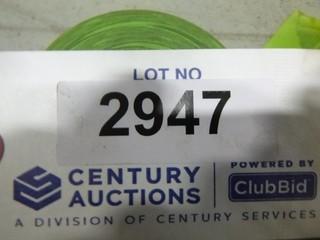 LOT NO
2947
CENTURY AUCTIONS
POWERED BY
ClubBid
A DIVISION OF CENTURY SERVICES